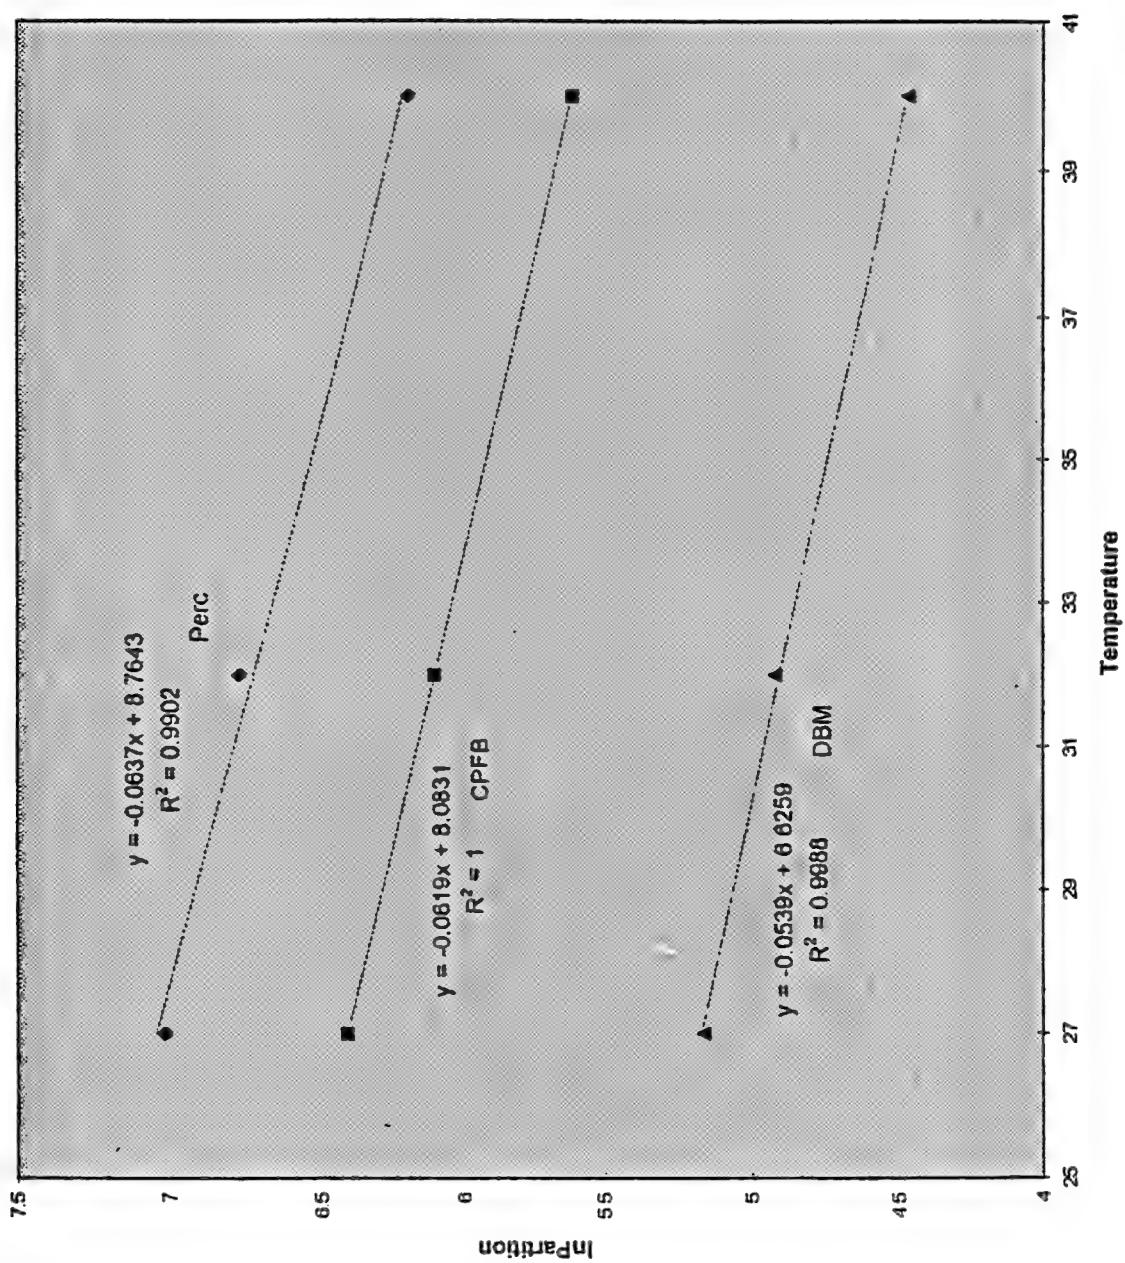 y = -0.0637x + 8.7643
R² = 0.9902
Perc
y = -0.0619x + 8.0831
R² = 1
CPFB
y = -0.0539x + 6 6259
R² = 0.9988
DBM
7.5
7
6 5
6
5 5
5
4 5
4
lnPartition
25
27
29
31
33
35
37
39
41
Temperature